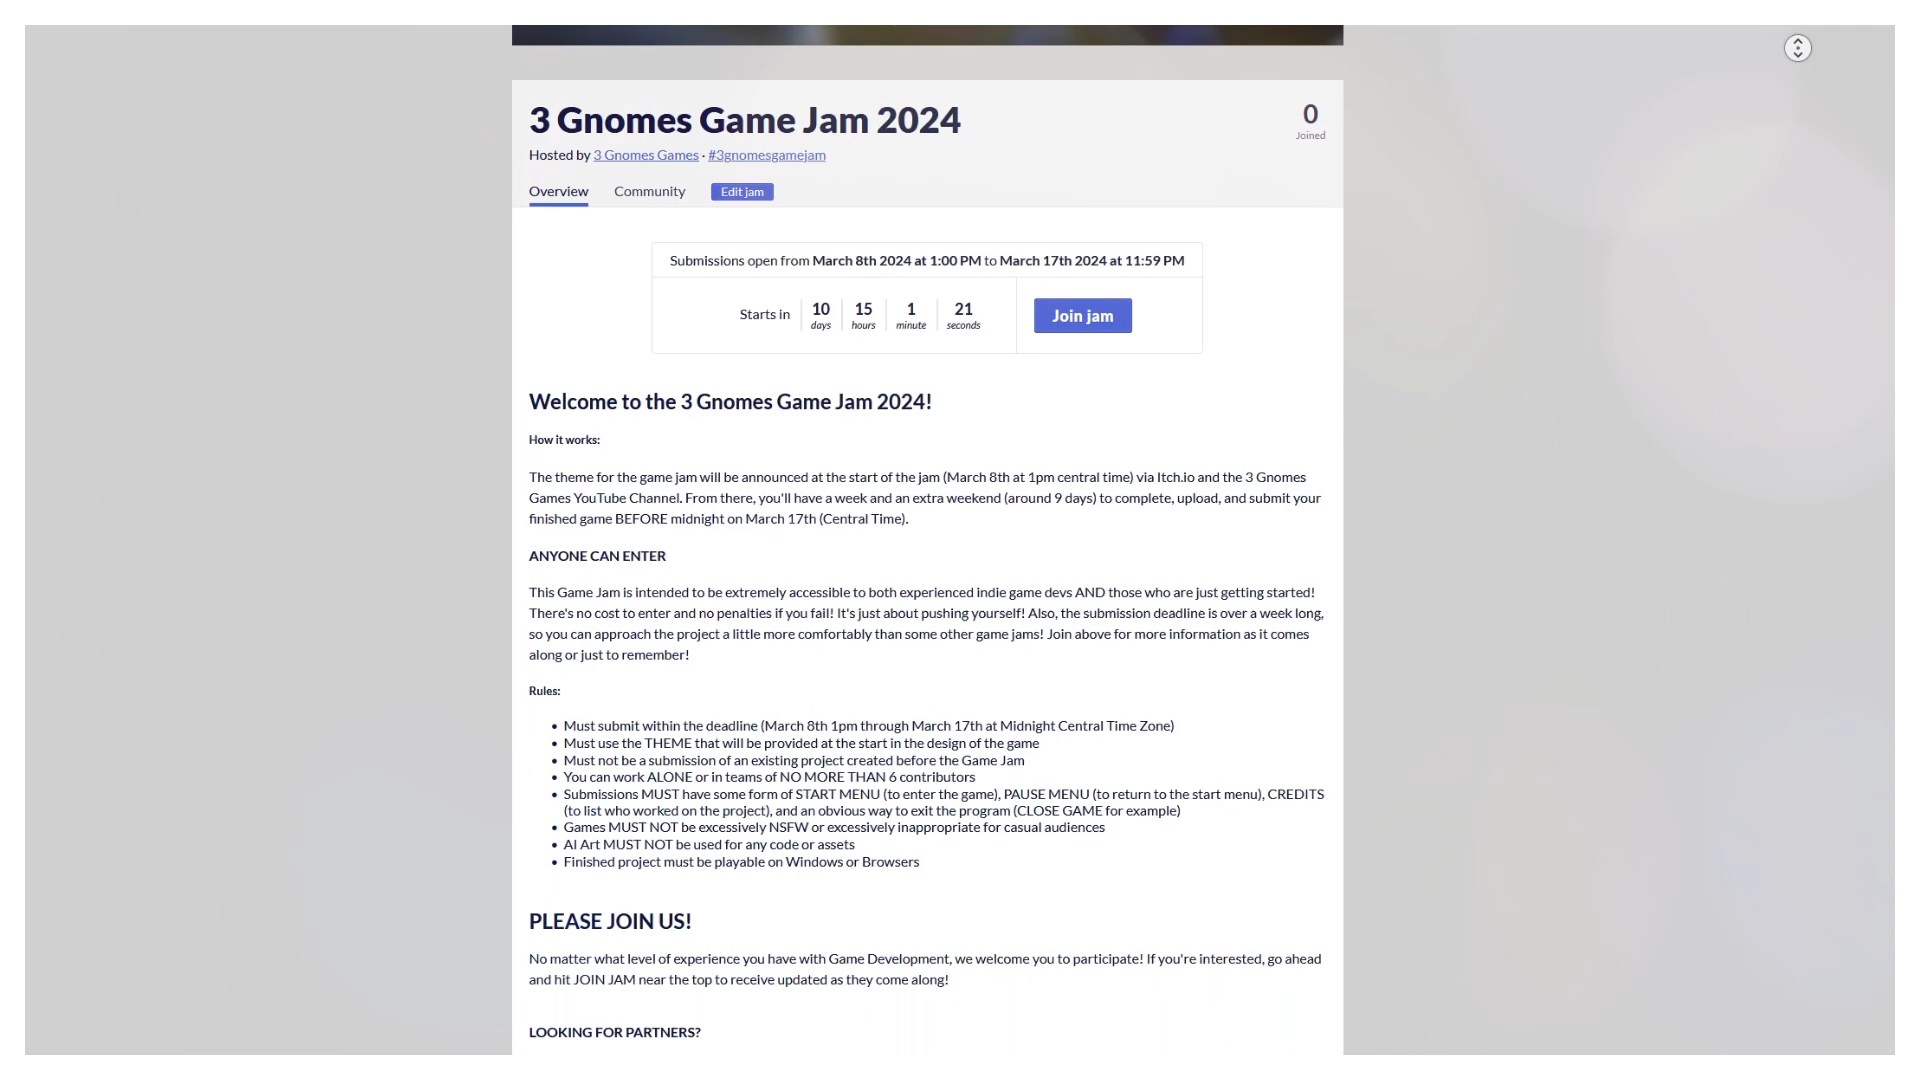 3 Gnomes Game Jam 2024
0
Joined
Hosted by 3 Gnomes Games · #3gnomesgamejam
Overview Community Edit jam
Submissions open from March 8th 2024 at 1:00 PM to March 17th 2024 at 11:59 PM
Starts in 10 days 15 hours 1 minute 21 seconds
Join jam
Welcome to the 3 Gnomes Game Jam 2024!
How it works:
The theme for the game jam will be announced at the start of the jam (March 8th at 1pm central time) via Itch.io and the 3 Gnomes
Games YouTube Channel. From there, you'll have a week and an extra weekend (around 9 days) to complete, upload, and submit your
finished game BEFORE midnight on March 17th (Central Time).
ANYONE CAN ENTER
This Game Jam is intended to be extremely accessible to both experienced indie game devs AND those who are just getting started!
There's no cost to enter and no penalties if you fail! It's just about pushing yourself! Also, the submission deadline is over a week long,
so you can approach the project a little more comfortably than some other game jams! Join above for more information as it comes
along or just to remember!
Rules:
• Must submit within the deadline (March 8th 1pm through March 17th at Midnight Central Time Zone)
• Must use the THEME that will be provided at the start in the design of the game
• Must not be a submission of an existing project created before the Game Jam
• You can work ALONE or in teams of NO MORE THAN 6 contributors
• Submissions MUST have some form of START MENU (to enter the game), PAUSE MENU (to return to the start menu), CREDITS
(to list who worked on the project), and an obvious way to exit the program (CLOSE GAME for example)
• Games MUST NOT be excessively NSFW or excessively inappropriate for casual audiences
• AI Art MUST NOT be used for any code or assets
• Finished project must be playable on Windows or Browsers
PLEASE JOIN US!
No matter what level of experience you have with Game Development, we welcome you to participate! If you're interested, go ahead
and hit JOIN JAM near the top to receive updated as they come along!
LOOKING FOR PARTNERS?